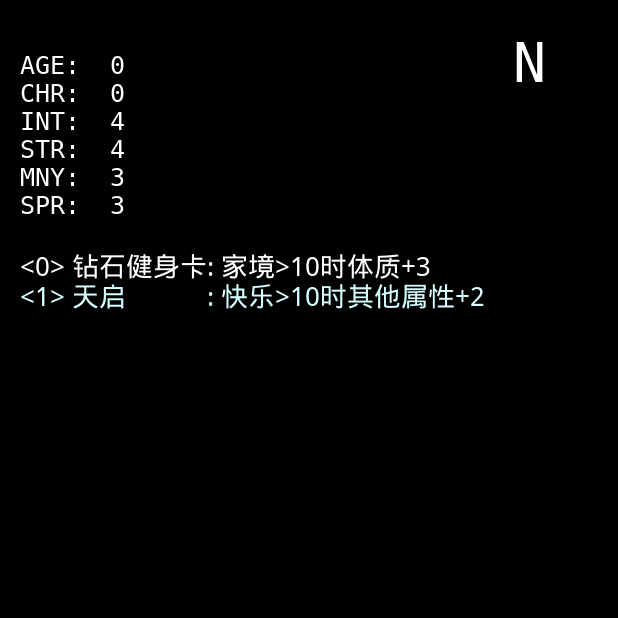 N
AGE: 0
CHR: 0
INT: 4
STR: 4
MNY: 3
SPR: 3
<0> 钻石健身卡: 家境>10时体质+3
<1> 天启 : 快乐>10时其他属性+2